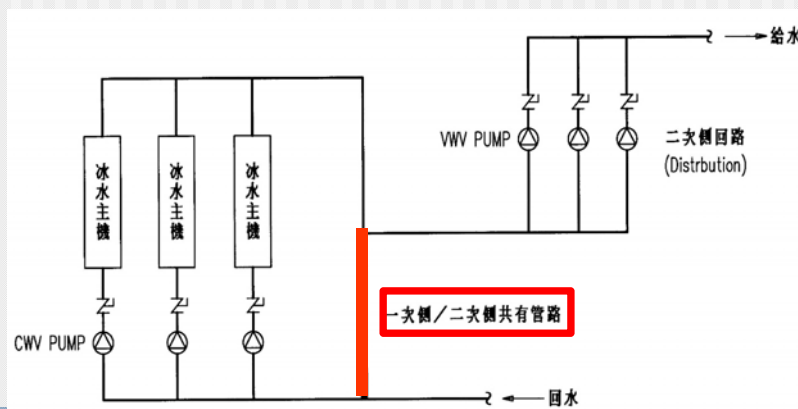 給水
VWV PUMP
二次側回路
(Distrbution)
冰水主機
冰水主機
冰水主機
一次側／二次側共有管路
CWV PUMP
回水